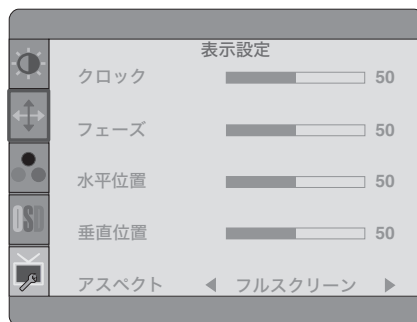 表示設定
クロック 50
フェーズ 50
水平位置 50
垂直位置 50
OSD
アスペクト フルスクリーン